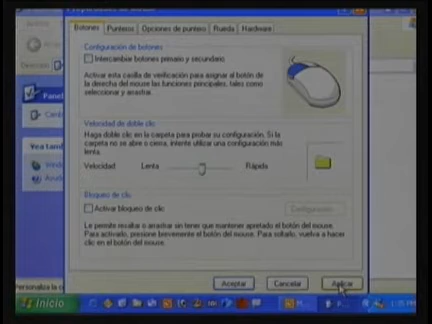 Botones Punteros Opciones de puntero Rueda Hardware
Configuración de botones
Intercambiar botones primario y secundario
Activar esta casilla de verificación para asignar al botón de
la derecha del mouse las funciones principales, tales como
seleccionar y arrastrar.
Velocidad de doble clic
Haga doble clic en la carpeta para probar su configuración. Si la
carpeta no se abre o cierra, intente utilizar una configuración más
lenta.
Velocidad Lenta Rápida
Bloqueo de clic
Activar bloqueo de clic
Configuración
Le permite resaltar o arrastrar sin tener que mantener apretado el botón del mouse.
Para activarlo, presione brevemente el botón del mouse. Para soltarlo, vuelva a hacer
clic en el botón del mouse.
Aceptar Cancelar Aplicar
Panel
Vea tamb
Inicio